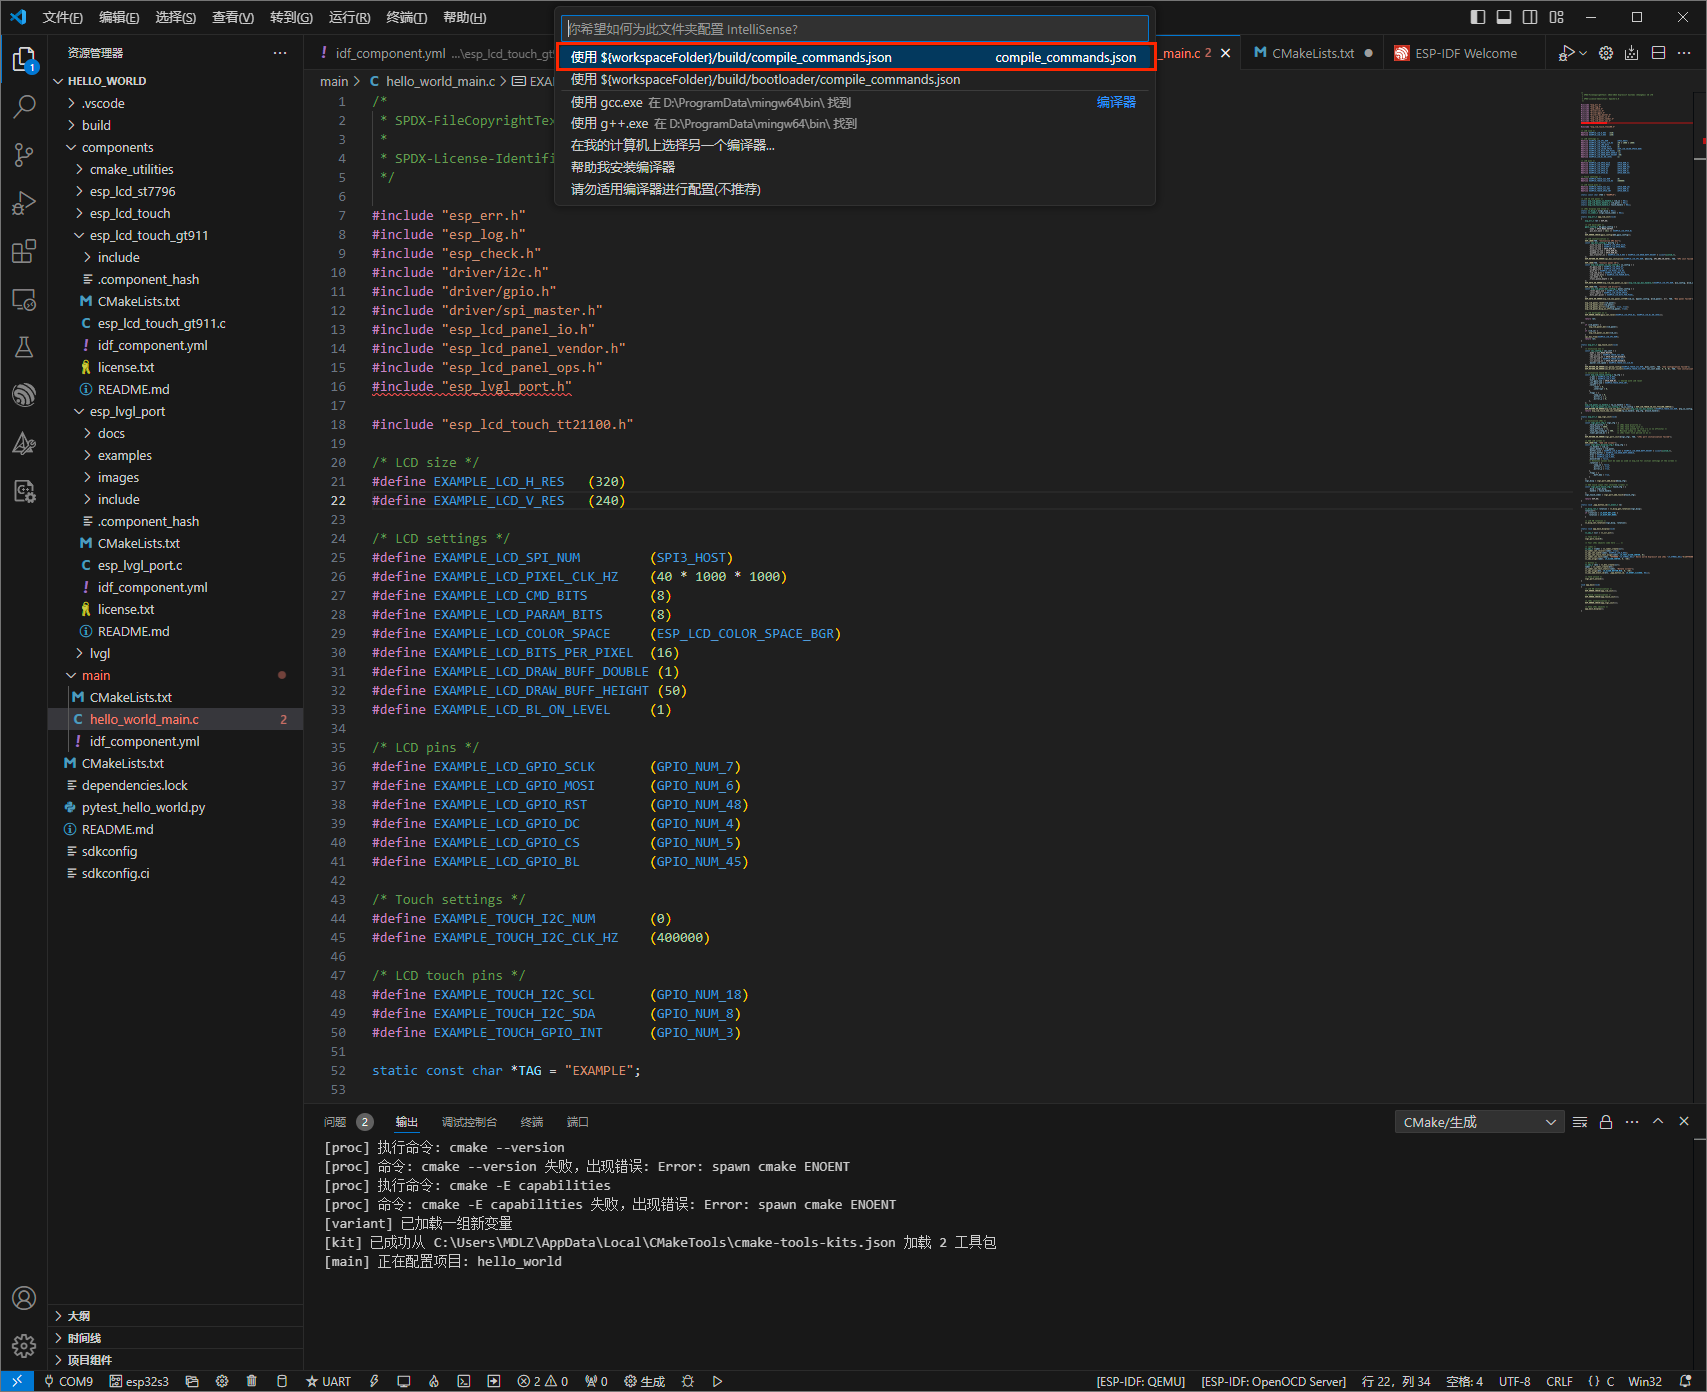 文件(F) 编辑(E) 选择(S) 查看(V) 转到(G) 运行(R) 终端(T) 帮助(H)
你希望如何为此文件夹配置 IntelliSense?
使用 ${workspaceFolder}/build/compile_commands.json compile_commands.json
使用 ${workspaceFolder}/build/bootloader/compile_commands.json
使用 gcc.exe 在 D:\ProgramData\mingw64\bin\ 找到 编译器
使用 g++.exe 在 D:\ProgramData\mingw64\bin\ 找到
在我的计算机上选择另一个编译器...
帮助我安装编译器
请勿适用编译器进行配置(不推荐)
资源管理器
! idf_component.yml ...\esp_lcd_touch_gt
_main.c 2
M CMakeLists.txt
ESP-IDF Welcome
1
HELLO_WORLD
.vscode
build
components
cmake_utilities
esp_lcd_st7796
esp_lcd_touch
esp_lcd_touch_gt911
include
.component_hash
M CMakeLists.txt
C esp_lcd_touch_gt911.c
! idf_component.yml
license.txt
README.md
esp_lvgl_port
docs
examples
images
include
.component_hash
M CMakeLists.txt
C esp_lvgl_port.c
! idf_component.yml
license.txt
README.md
lvgl
main
M CMakeLists.txt
C hello_world_main.c 2
! idf_component.yml
M CMakeLists.txt
dependencies.lock
pytest_hello_world.py
README.md
sdkconfig
sdkconfig.ci
大纲
时间线
项目组件
main > C hello_world_main.c > EXA
1 /*
2 * SPDX-FileCopyrightTex
3 *
4 * SPDX-License-Identifi
5 */
6
7 #include "esp_err.h"
8 #include "esp_log.h"
9 #include "esp_check.h"
10 #include "driver/i2c.h"
11 #include "driver/gpio.h"
12 #include "driver/spi_master.h"
13 #include "esp_lcd_panel_io.h"
14 #include "esp_lcd_panel_vendor.h"
15 #include "esp_lcd_panel_ops.h"
16 #include "esp_lvgl_port.h"
17
18 #include "esp_lcd_touch_tt21100.h"
19
20 /* LCD size */
21 #define EXAMPLE_LCD_H_RES (320)
22 #define EXAMPLE_LCD_V_RES (240)
23
24 /* LCD settings */
25 #define EXAMPLE_LCD_SPI_NUM (SPI3_HOST)
26 #define EXAMPLE_LCD_PIXEL_CLK_HZ (40 * 1000 * 1000)
27 #define EXAMPLE_LCD_CMD_BITS (8)
28 #define EXAMPLE_LCD_PARAM_BITS (8)
29 #define EXAMPLE_LCD_COLOR_SPACE (ESP_LCD_COLOR_SPACE_BGR)
30 #define EXAMPLE_LCD_BITS_PER_PIXEL (16)
31 #define EXAMPLE_LCD_DRAW_BUFF_DOUBLE (1)
32 #define EXAMPLE_LCD_DRAW_BUFF_HEIGHT (50)
33 #define EXAMPLE_LCD_BL_ON_LEVEL (1)
34
35 /* LCD pins */
36 #define EXAMPLE_LCD_GPIO_SCLK (GPIO_NUM_7)
37 #define EXAMPLE_LCD_GPIO_MOSI (GPIO_NUM_6)
38 #define EXAMPLE_LCD_GPIO_RST (GPIO_NUM_48)
39 #define EXAMPLE_LCD_GPIO_DC (GPIO_NUM_4)
40 #define EXAMPLE_LCD_GPIO_CS (GPIO_NUM_5)
41 #define EXAMPLE_LCD_GPIO_BL (GPIO_NUM_45)
42
43 /* Touch settings */
44 #define EXAMPLE_TOUCH_I2C_NUM (0)
45 #define EXAMPLE_TOUCH_I2C_CLK_HZ (400000)
46
47 /* LCD touch pins */
48 #define EXAMPLE_TOUCH_I2C_SCL (GPIO_NUM_18)
49 #define EXAMPLE_TOUCH_I2C_SDA (GPIO_NUM_8)
50 #define EXAMPLE_TOUCH_GPIO_INT (GPIO_NUM_3)
51
52 static const char *TAG = "EXAMPLE";
53
问题 2 输出 调试控制台 终端 端口 CMake/生成
[proc] 执行命令: cmake --version
[proc] 命令: cmake --version 失败，出现错误: Error: spawn cmake ENOENT
[proc] 执行命令: cmake -E capabilities
[proc] 命令: cmake -E capabilities 失败，出现错误: Error: spawn cmake ENOENT
[variant] 已加载一组新变量
[kit] 已成功从 C:\Users\MDLZ\AppData\Local\CMakeTools\cmake-tools-kits.json 加载 2 工具包
[main] 正在配置项目: hello_world
COM9 esp32s3 UART 2 0 0 生成 [ESP-IDF: QEMU] [ESP-IDF: OpenOCD Server] 行 22，列 34 空格: 4 UTF-8 CRLF {} C Win32